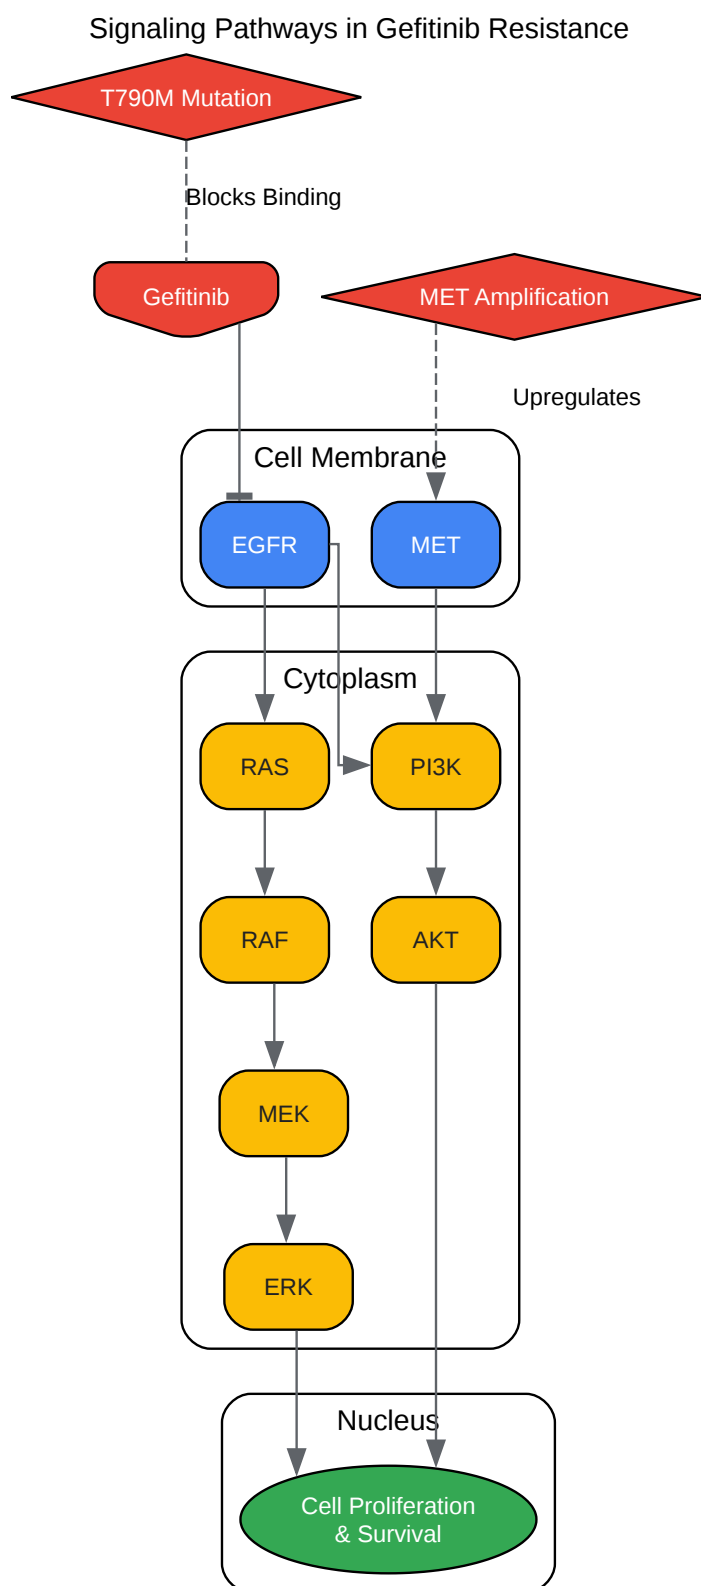 Signaling Pathways in Gefitinib Resistance
T790M Mutation
Blocks Binding
Gefitinib
MET Amplification
Upregulates
Cell Membrane
EGFR
MET
Cytoplasm
RAS
PI3K
RAF
AKT
MEK
ERK
Nucleus
Cell Proliferation
& Survival